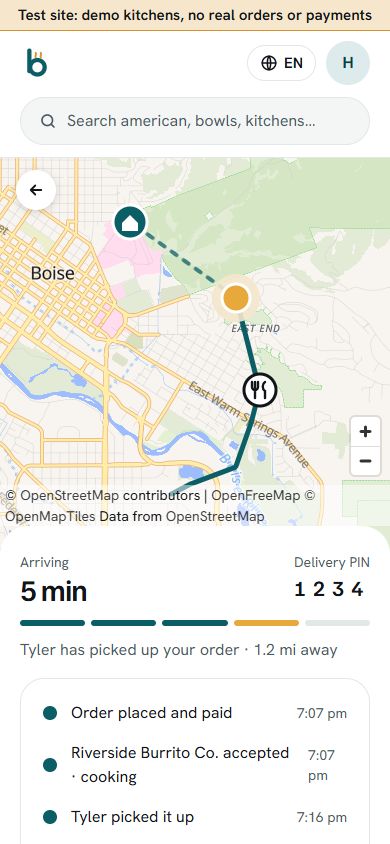 Test site: demo kitchens, no real orders or payments
b
EN
H
Search american, bowls, kitchens...
Boise
EAST END
East Warm Springs Avenue
© OpenStreetMap contributors | OpenFreeMap ©
OpenMapTiles Data from OpenStreetMap
Arriving
Delivery PIN
5 min
1 2 3 4
Tyler has picked up your order · 1.2 mi away
Order placed and paid
7:07 pm
Riverside Burrito Co. accepted
7:07
· cooking
pm
Tyler picked it up
7:16 pm